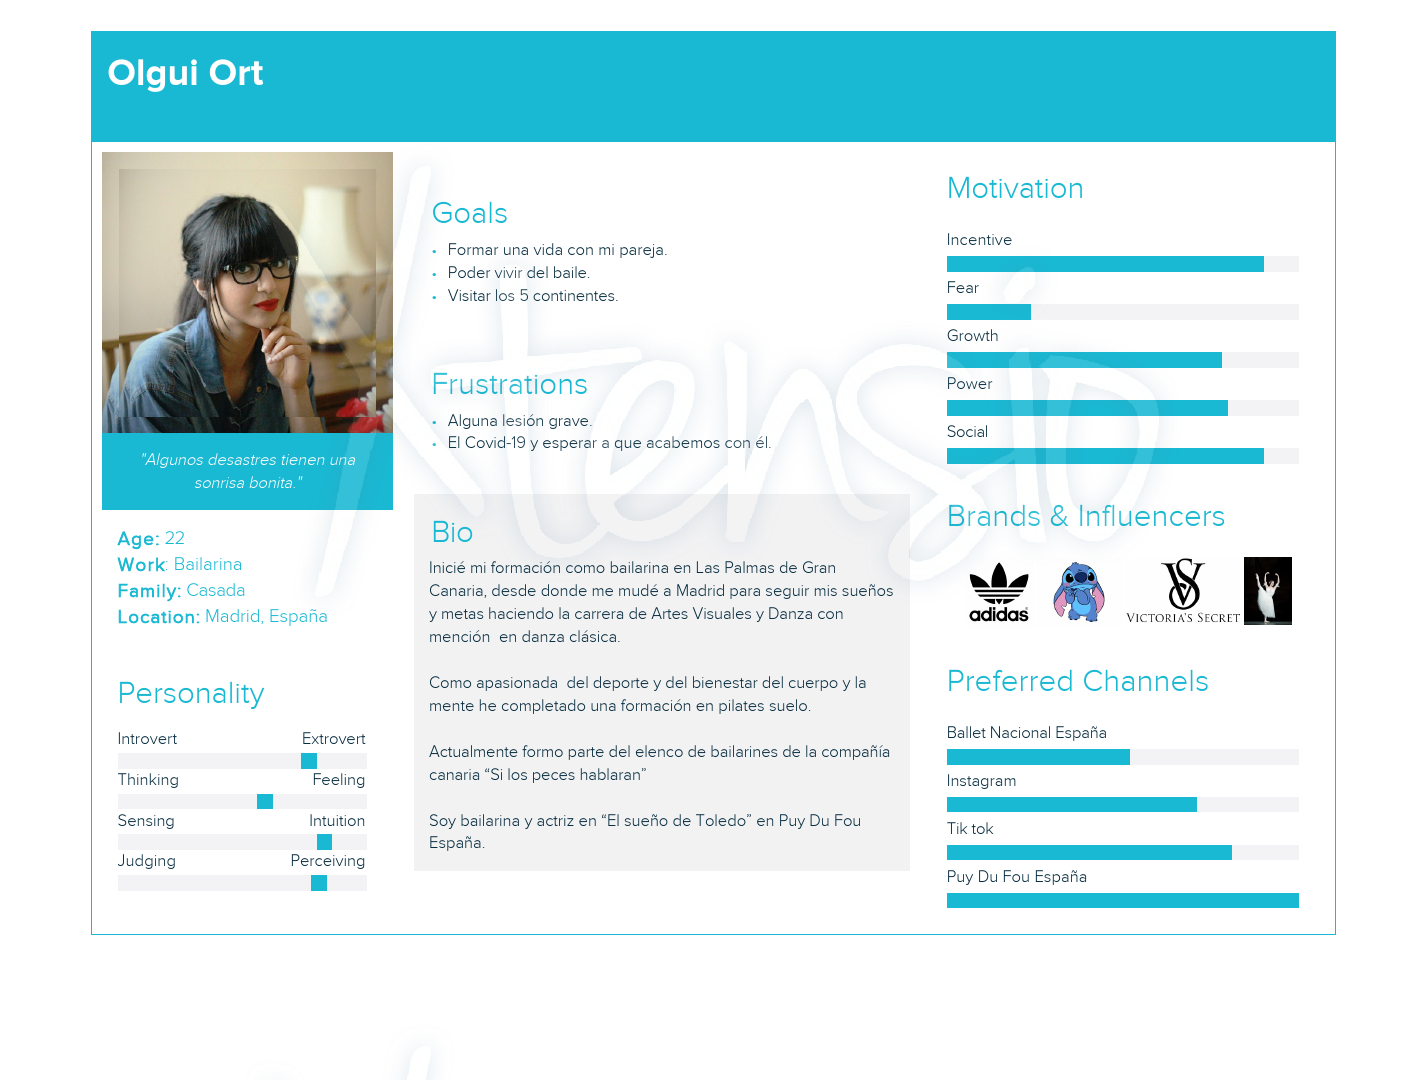 Olgui Ort
"Algunos desastres tienen una
sonrisa bonita."
Age: 22
Work: Bailarina
Family: Casada
Location: Madrid, España
Personality
Introvert Extrovert
Thinking Feeling
Sensing Intuition
Judging Perceiving
Goals
• Formar una vida con mi pareja.
• Poder vivir del baile.
• Visitar los 5 continentes.
Frustrations
• Alguna lesión grave.
• El Covid-19 y esperar a que acabemos con él.
Bio
Inicié mi formación como bailarina en Las Palmas de Gran
Canaria, desde donde me mudé a Madrid para seguir mis sueños
y metas haciendo la carrera de Artes Visuales y Danza con
mención  en danza clásica.
Como apasionada  del deporte y del bienestar del cuerpo y la
mente he completado una formación en pilates suelo.
Actualmente formo parte del elenco de bailarines de la compañía
canaria “Si los peces hablaran”
Soy bailarina y actriz en “El sueño de Toledo” en Puy Du Fou
España.
Motivation
Incentive
Fear
Growth
Power
Social
Brands & Influencers
adidas
VS
VICTORIA'S SECRET
Preferred Channels
Ballet Nacional España
Instagram
Tik tok
Puy Du Fou España
Xtensio